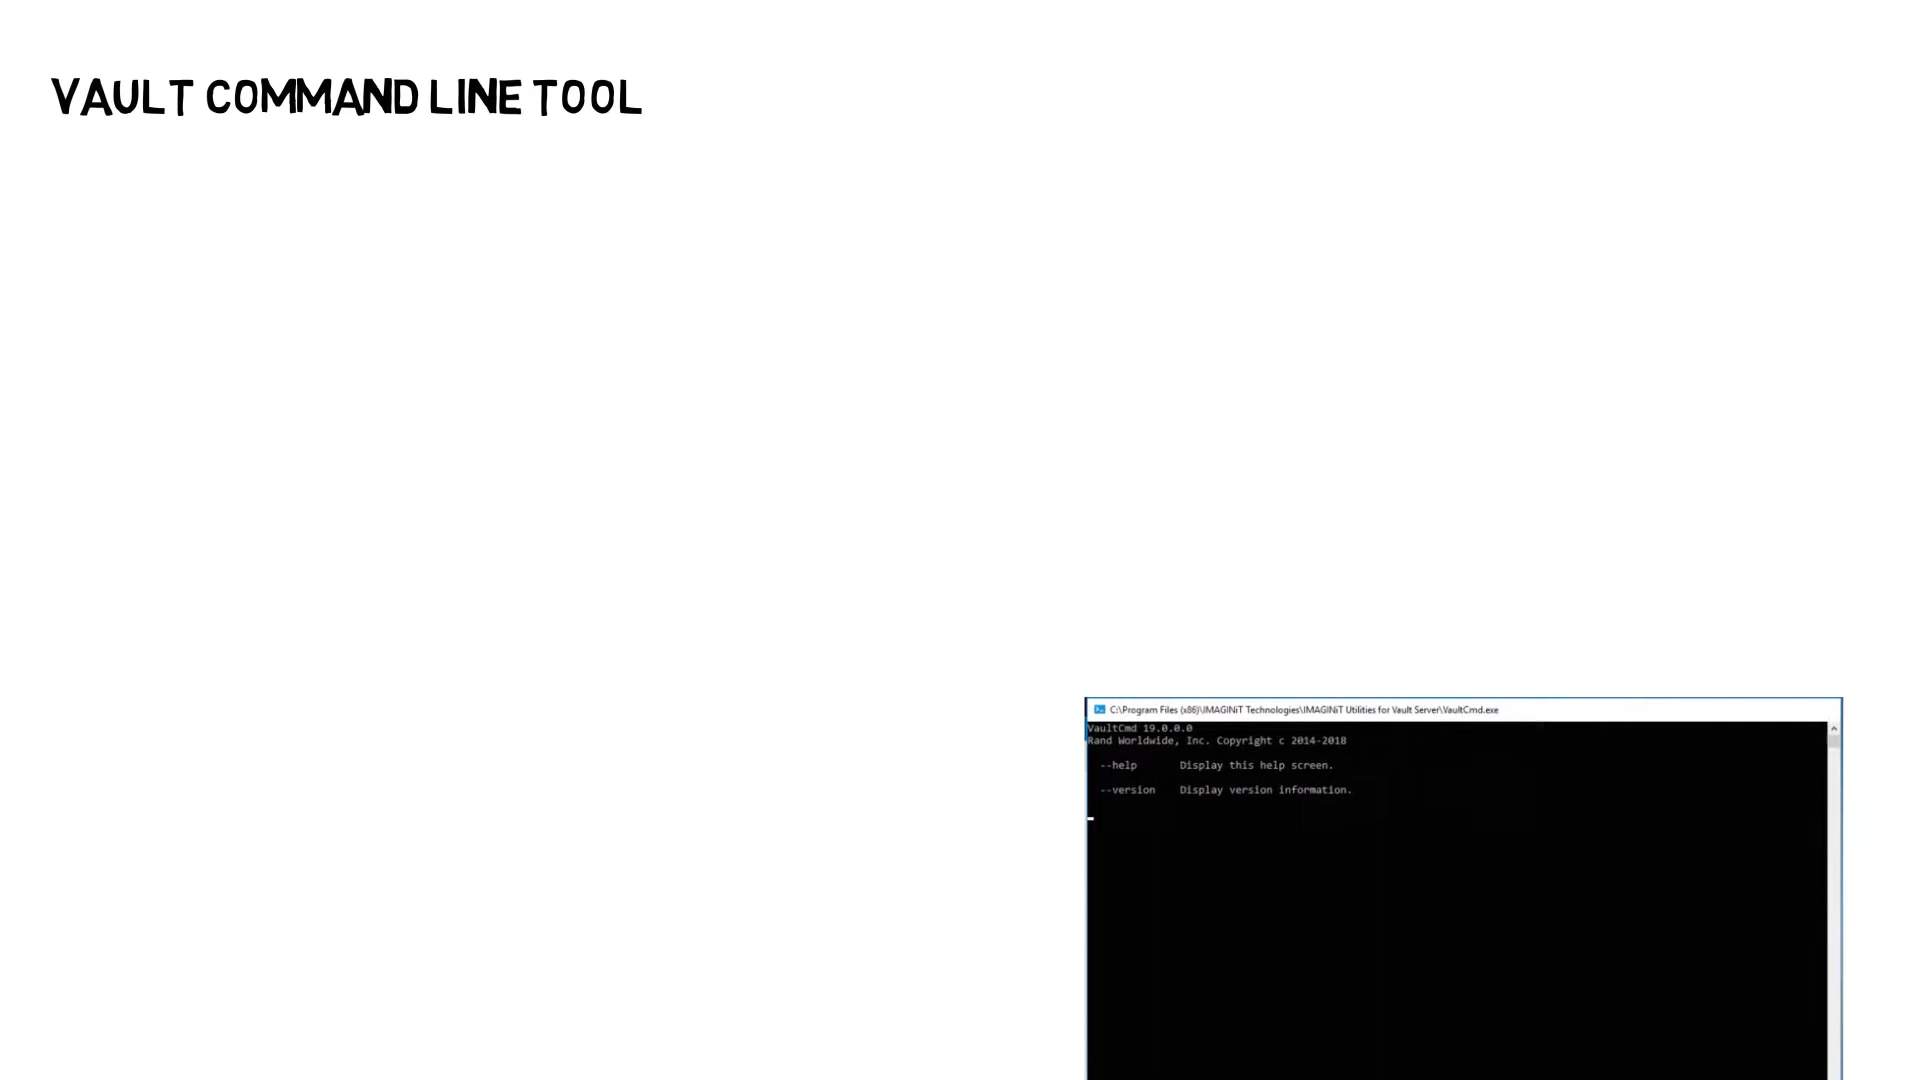 VAULT COMMAND LINE TOOL
C:\Program Files (x86)\IMAGINiT Technologies\IMAGINiT Utilities for Vault Server\VaultCmd.exe
VaultCmd 19.0.0.0
Rand Worldwide, Inc. Copyright c 2014-2018
--help Display this help screen.
--version Display version information.